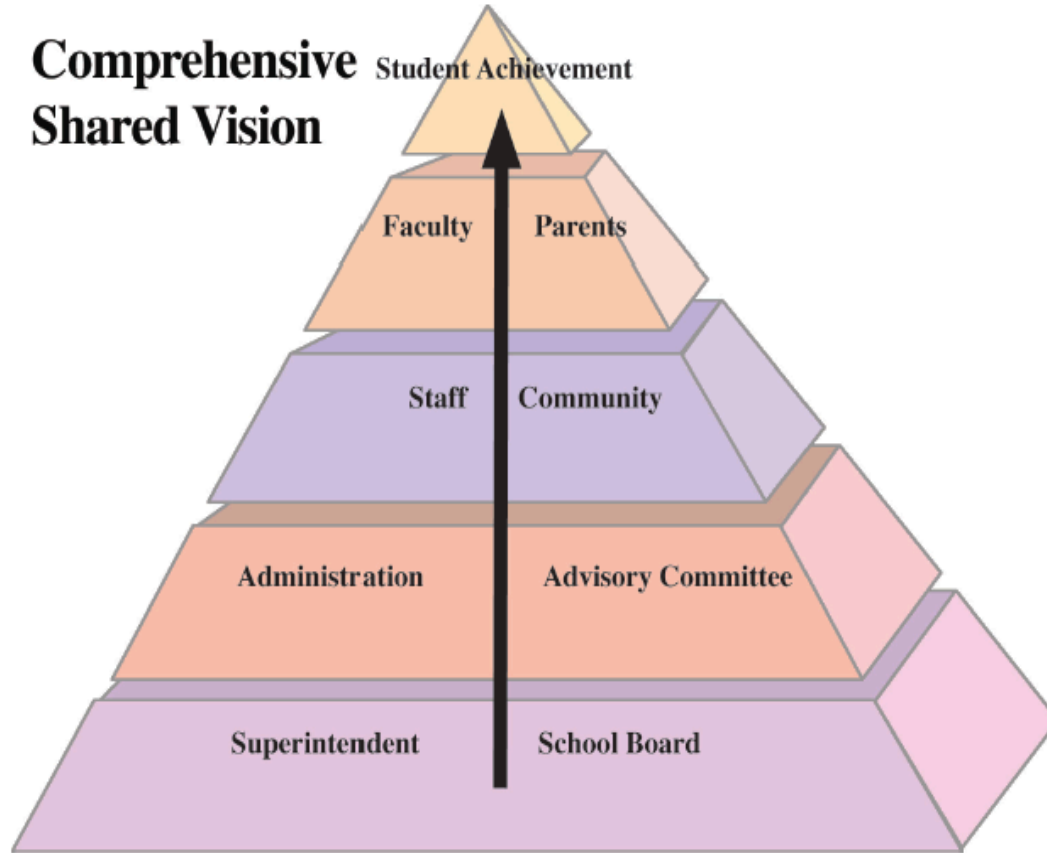 Comprehensive
Shared Vision
Student Achievement
Faculty Parents
Staff Community
Administration Advisory Committee
Superintendent School Board